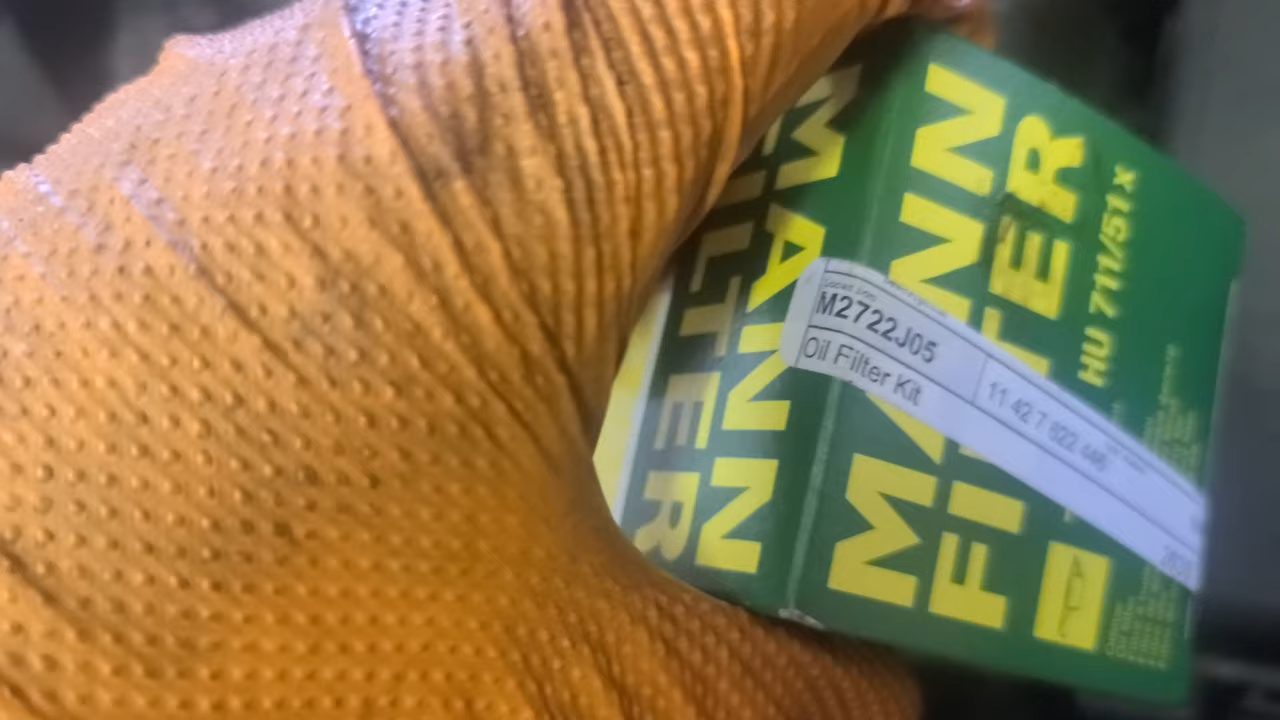 MANN
FILTER
MANN
FILTER
HU 711/51 X
M2722J05
Oil Filter Kit
11 42 7 622 446